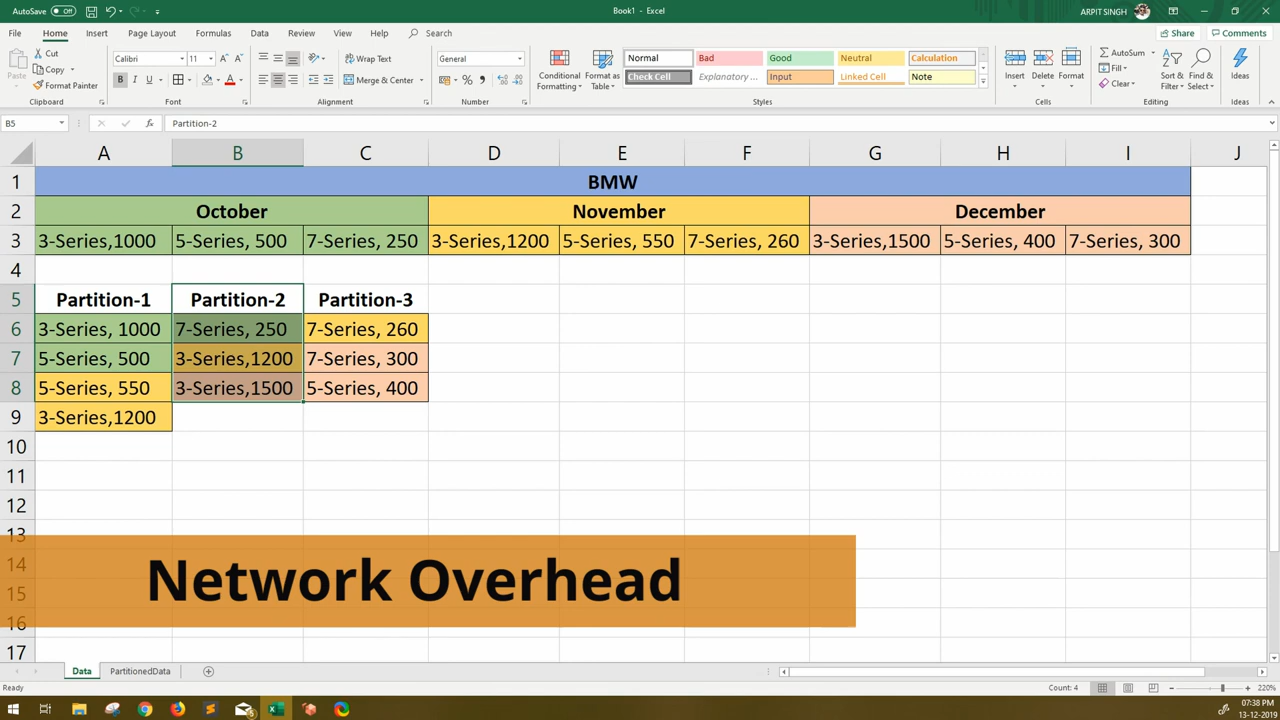 AutoSave Off Book1 - Excel ARPIT SINGH
File Home Insert Page Layout Formulas Data Review View Help Search Share Comments
Paste Cut Copy Format Painter Clipboard
Calibri 11 B I U Font
Wrap Text Merge & Center Alignment
General % Number
Conditional Formatting Format as Table
Normal Bad Good Neutral Calculation
Check Cell Explanatory ... Input Linked Cell Note
Styles
Insert Delete Format Cells
AutoSum Fill Clear Sort & Filter Find & Select Editing
Ideas Ideas
B5 fx Partition-2
A B C D E F G H I J
1 BMW
2 October November December
3 3-Series,1000 5-Series, 500 7-Series, 250 3-Series,1200 5-Series, 550 7-Series, 260 3-Series,1500 5-Series, 400 7-Series, 300
4
5 Partition-1 Partition-2 Partition-3
6 3-Series, 1000 7-Series, 250 7-Series, 260
7 5-Series, 500 3-Series,1200 7-Series, 300
8 5-Series, 550 3-Series,1500 5-Series, 400
9 3-Series,1200
10
11
12
13
14
15
16
17
Network Overhead
Data PartitionedData
Ready Count: 4 220%
07:38 PM
13-12-2019